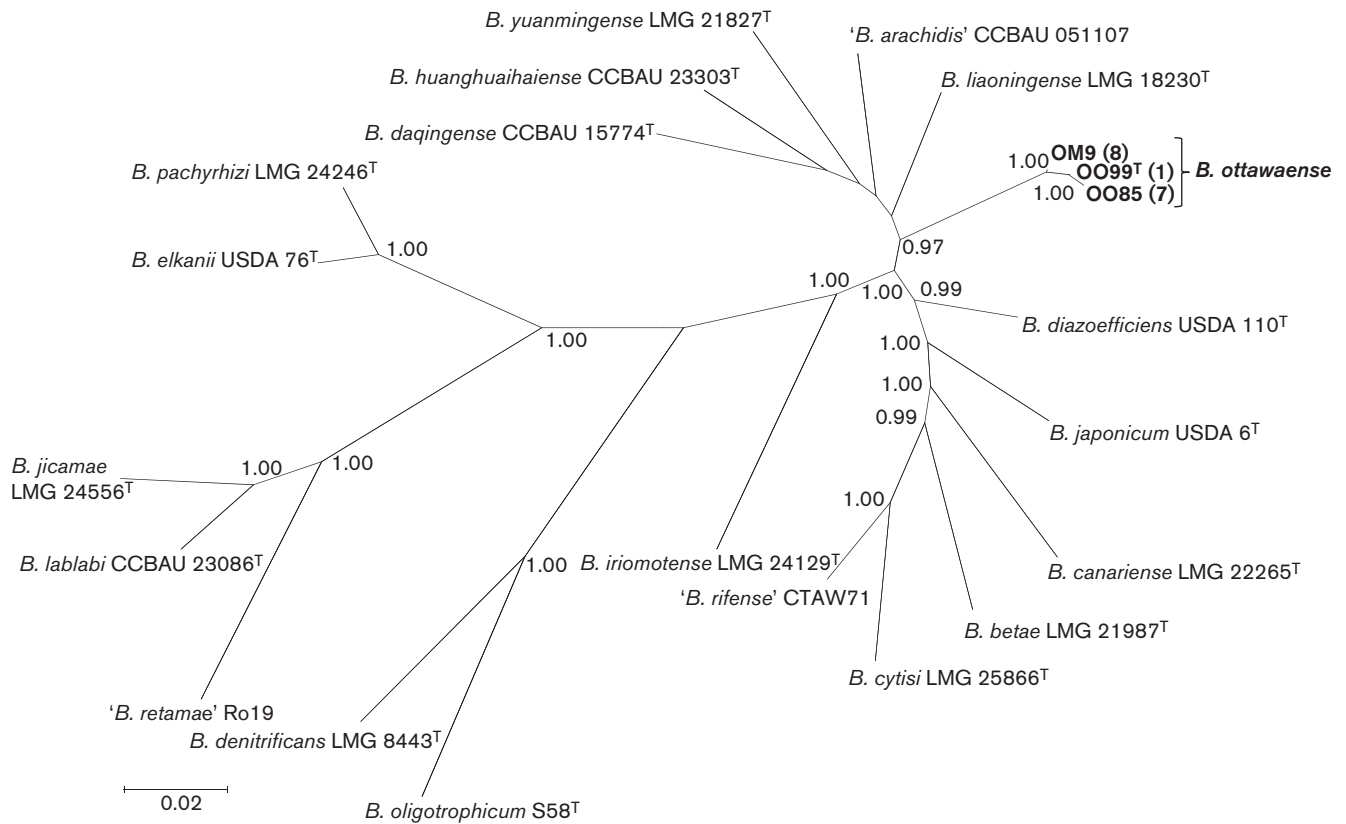 B. yuanmingense LMG 21827T
'B. arachidis' CCBAU 051107
B. huanghuaihaiense CCBAU 23303T
B. liaoningense LMG 18230T
B. daqingense CCBAU 15774T
B. pachyrhizi LMG 24246T
1.00 OM9 (8)
OO99T (1)
B. ottawaense
1.00 OO85 (7)
B. elkanii USDA 76T
1.00
0.97
1.00
1.00
0.99
B. diazoefficiens USDA 110T
1.00
1.00
1.00
0.99
B. japonicum USDA 6T
B. jicamae
LMG 24556T
1.00
1.00
1.00
B. lablabi CCBAU 23086T
1.00
B. iriomotense LMG 24129T
B. canariense LMG 22265T
'B. rifense' CTAW71
B. betae LMG 21987T
B. cytisi LMG 25866T
'B. retamae' Ro19
B. denitrificans LMG 8443T
0.02
B. oligotrophicum S58T